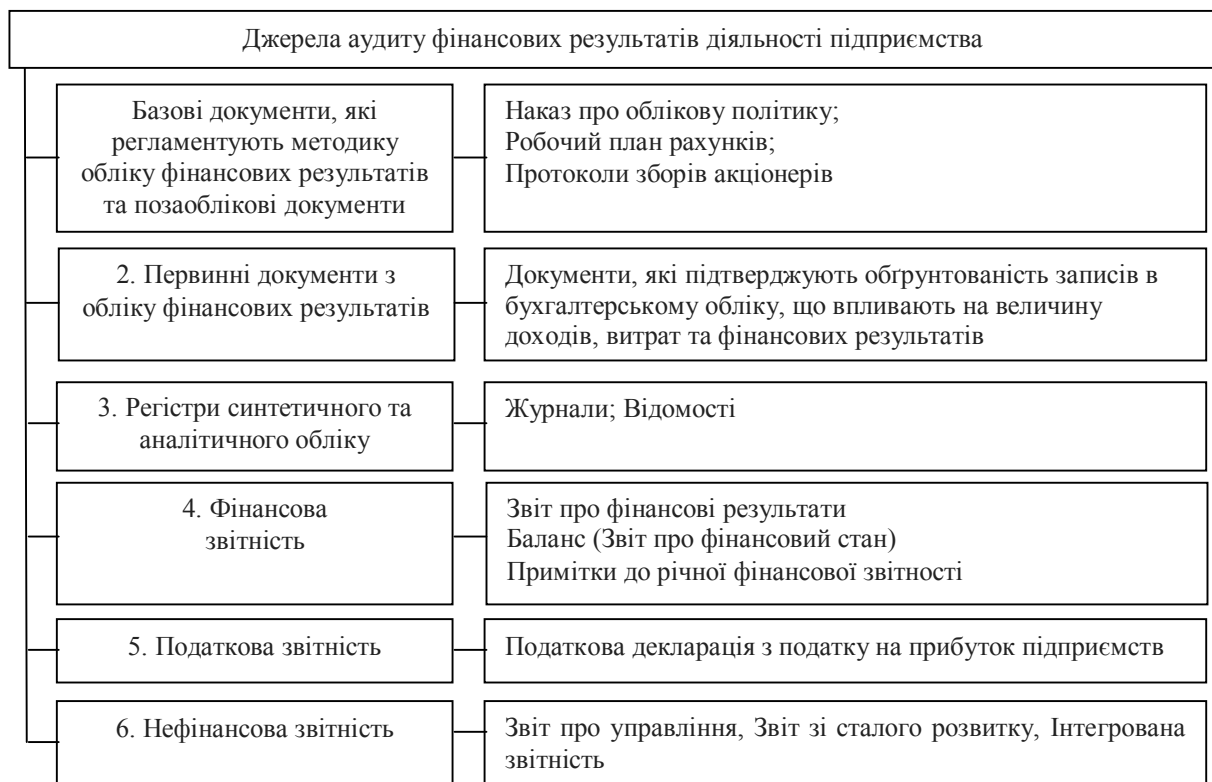 Джерела аудиту фінансових результатів діяльності підприємства
Базові документи, які
регламентують методику
обліку фінансових результатів
та позаоблікові документи
Наказ про облікову політику;
Робочий план рахунків;
Протоколи зборів акціонерів
2. Первинні документи з
обліку фінансових результатів
Документи, які підтверджують обґрунтованість записів в
бухгалтерському обліку, що впливають на величину
доходів, витрат та фінансових результатів
3. Регістри синтетичного та
аналітичного обліку
Журнали; Відомості
4. Фінансова
звітність
Звіт про фінансові результати
Баланс (Звіт про фінансовий стан)
Примітки до річної фінансової звітності
5. Податкова звітність
Податкова декларація з податку на прибуток підприємств
6. Нефінансова звітність
Звіт про управління, Звіт зі сталого розвитку, Інтегрована
звітність